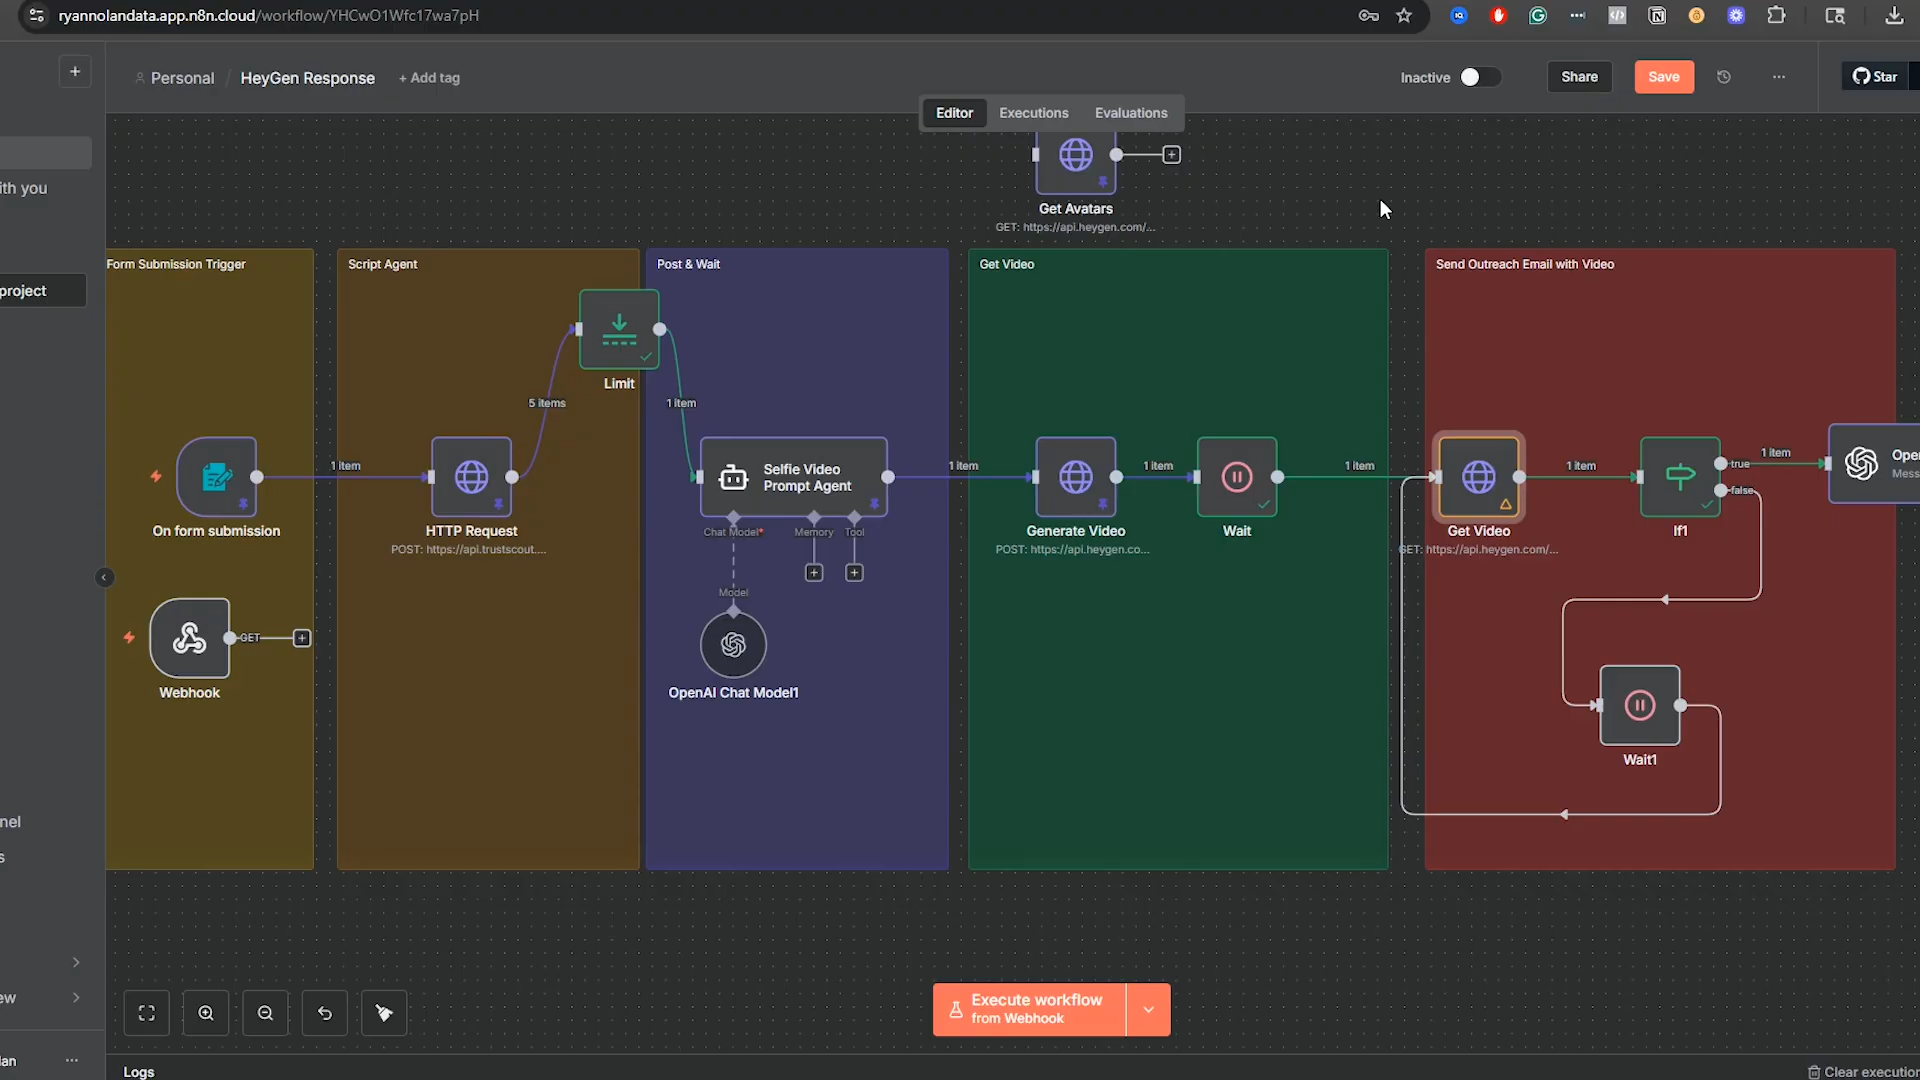 ryannolandata.app.n8n.cloud/workflow/YHCwO1Wfc17wa7pH
Personal / HeyGen Response + Add tag
Inactive
Share
Save
Star
Editor Executions Evaluations
ith you
project
nel
s
ew
lan
Get Avatars
GET: https://api.heygen.com/...
Form Submission Trigger
Script Agent
Post & Wait
Get Video
Send Outreach Email with Video
Limit
5 items
1 item
1 item
On form submission
HTTP Request
POST: https://api.trustscout....
Selfie Video
Prompt Agent
Chat Model*
Memory
Tool
Model
OpenAI Chat Model1
1 item
Generate Video
POST: https://api.heygen.co...
1 item
Wait
1 item
Get Video
GET: https://api.heygen.com/...
1 item
If1
true
false
1 item
Ope
Mess
Wait1
GET
Webhook
Execute workflow
from Webhook
Logs
Clear execution